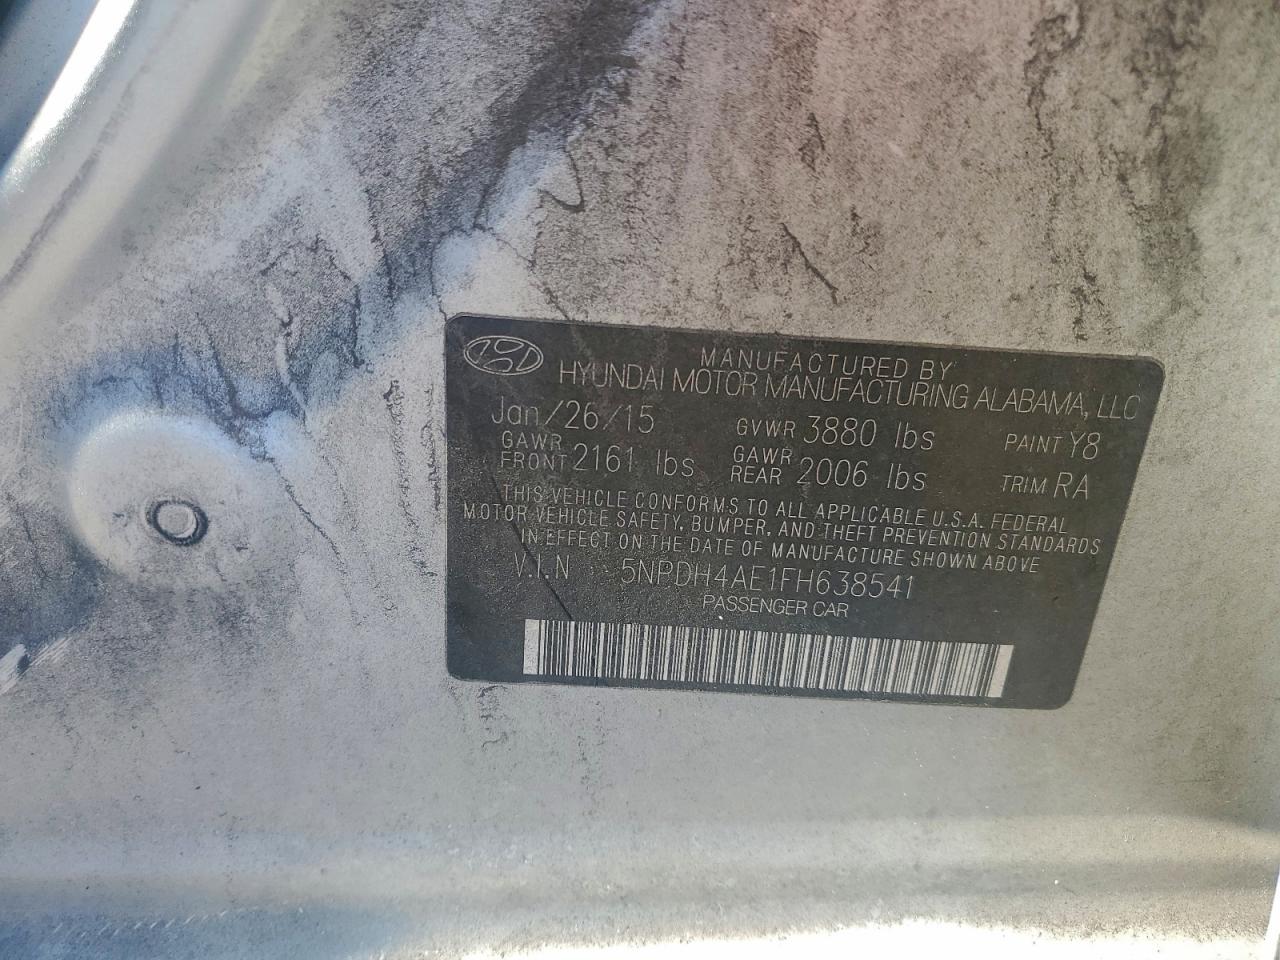 MANUFACTURED BY
HYUNDAI MOTOR MANUFACTURING ALABAMA, LLC
Jan/26/15 GVWR 3880 lbs PAINT Y8
GAWR FRONT 2161 lbs GAWR REAR 2006 lbs TRIM RA
THIS VEHICLE CONFORMS TO ALL APPLICABLE U.S.A. FEDERAL
MOTOR VEHICLE SAFETY, BUMPER, AND THEFT PREVENTION STANDARDS
IN EFFECT ON THE DATE OF MANUFACTURE SHOWN ABOVE
V.I.N 5NPDH4AE1FH638541
PASSENGER CAR